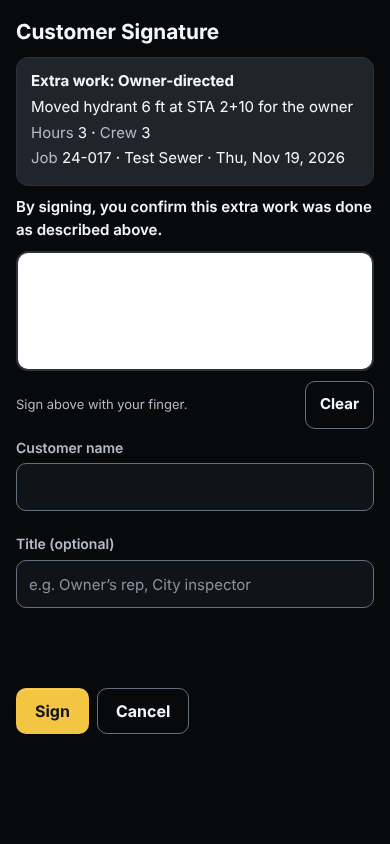 Customer Signature
Extra work: Owner-directed
Moved hydrant 6 ft at STA 2+10 for the owner
Hours 3 · Crew 3
Job 24-017 · Test Sewer · Thu, Nov 19, 2026
By signing, you confirm this extra work was done
as described above.
Sign above with your finger.
Clear
Customer name
Title (optional)
e.g. Owner’s rep, City inspector
Sign
Cancel